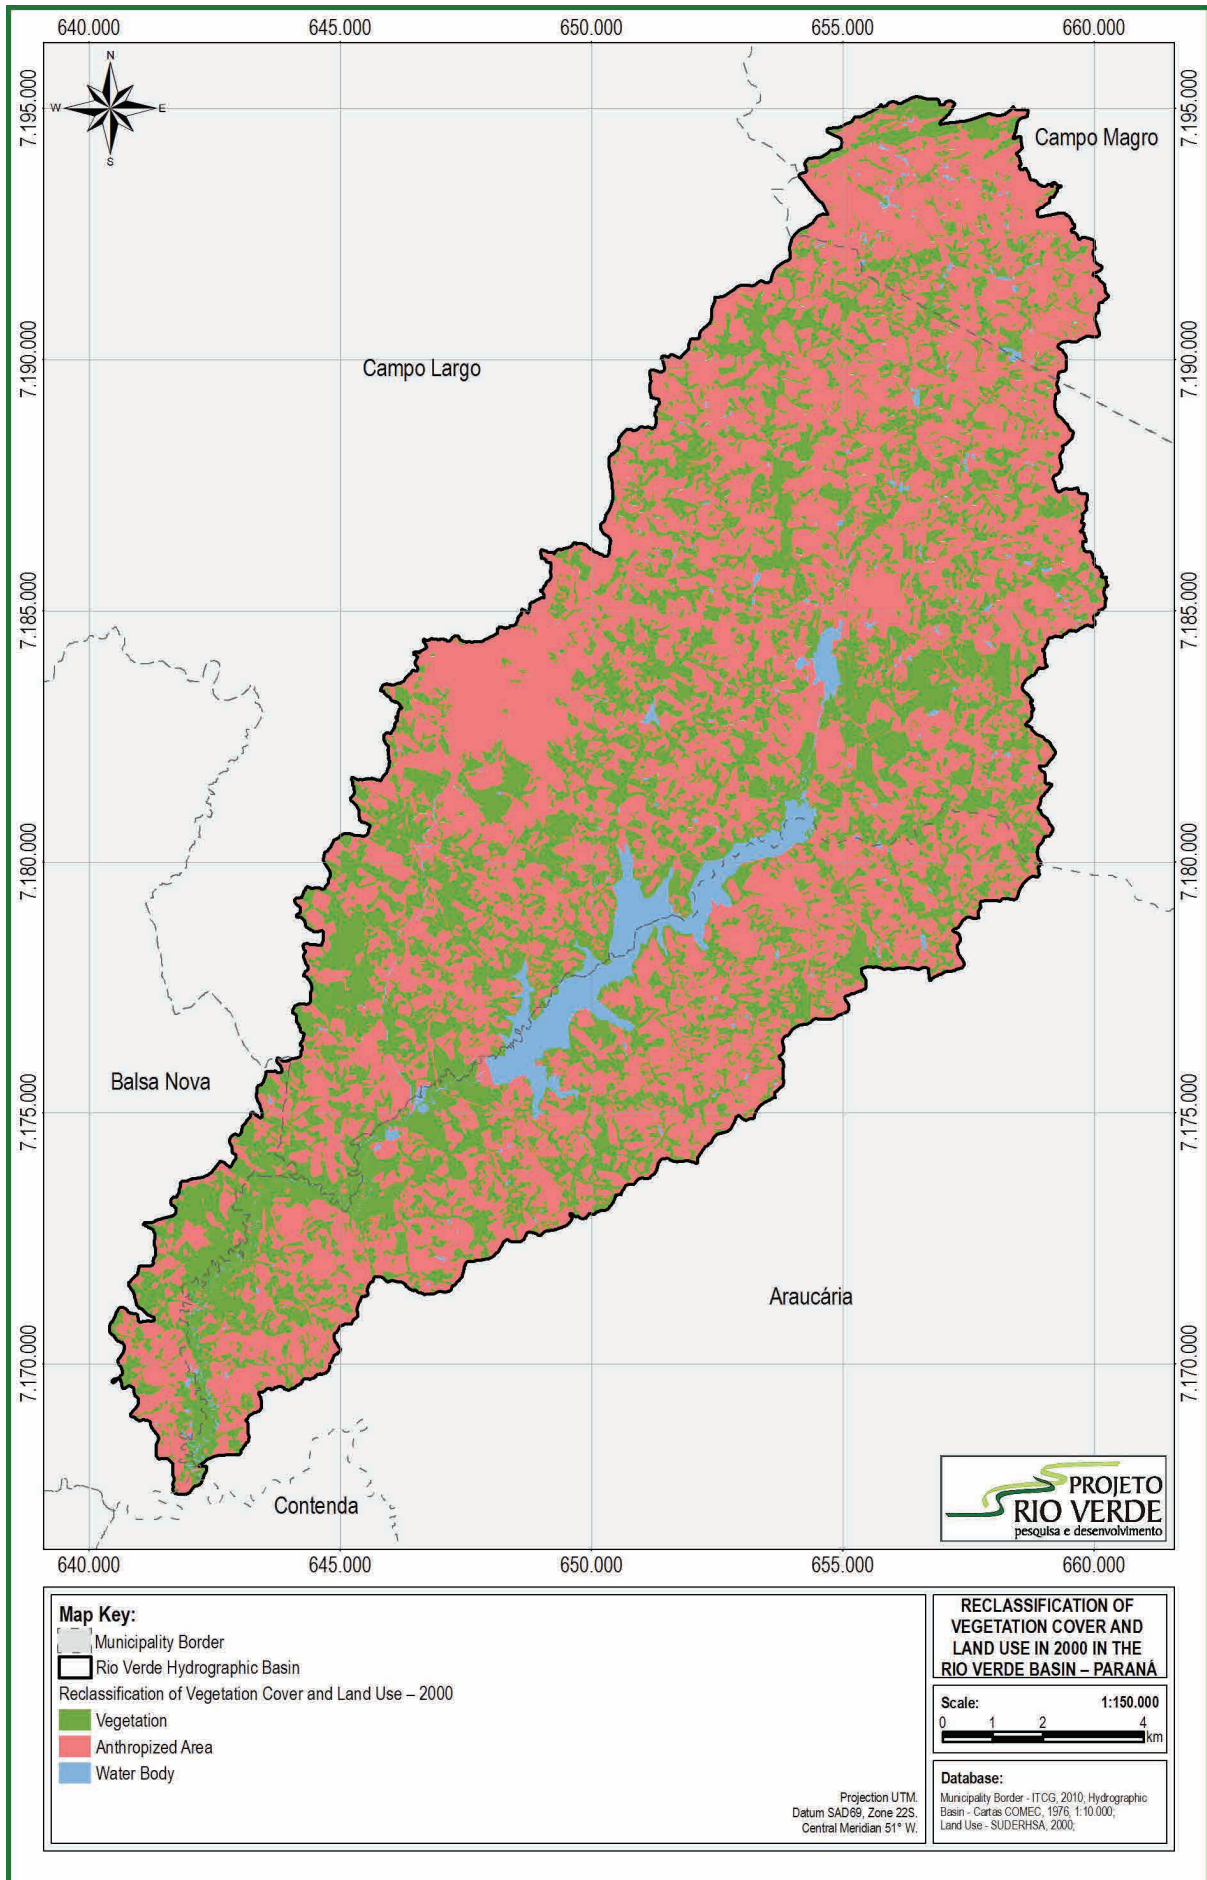 640.000 645.000 650.000 655.000 660.000
N
W E
S
7.195.000 7.195.000
Campo Magro
7.190.000 7.190.000
Campo Largo
7.185.000 7.185.000
7.180.000 7.180.000
Balsa Nova
7.175.000 7.175.000
Araucária
7.170.000 7.170.000
Contenda
PROJETO
RIO VERDE
pesquisa e desenvolvimento
640.000 645.000 650.000 655.000 660.000
Map Key:
Municipality Border
Rio Verde Hydrographic Basin
Reclassification of Vegetation Cover and Land Use – 2000
Vegetation
Anthropized Area
Water Body
Projection UTM.
Datum SAD69, Zone 22S.
Central Meridian 51° W.
RECLASSIFICATION OF
VEGETATION COVER AND
LAND USE IN 2000 IN THE
RIO VERDE BASIN – PARANÁ
Scale: 1:150.000
0 1 2 4
km
Database:
Municipality Border - ITCG, 2010; Hydrographic
Basin - Cartas COMEC, 1976, 1:10.000;
Land Use - SUDERHSA, 2000;